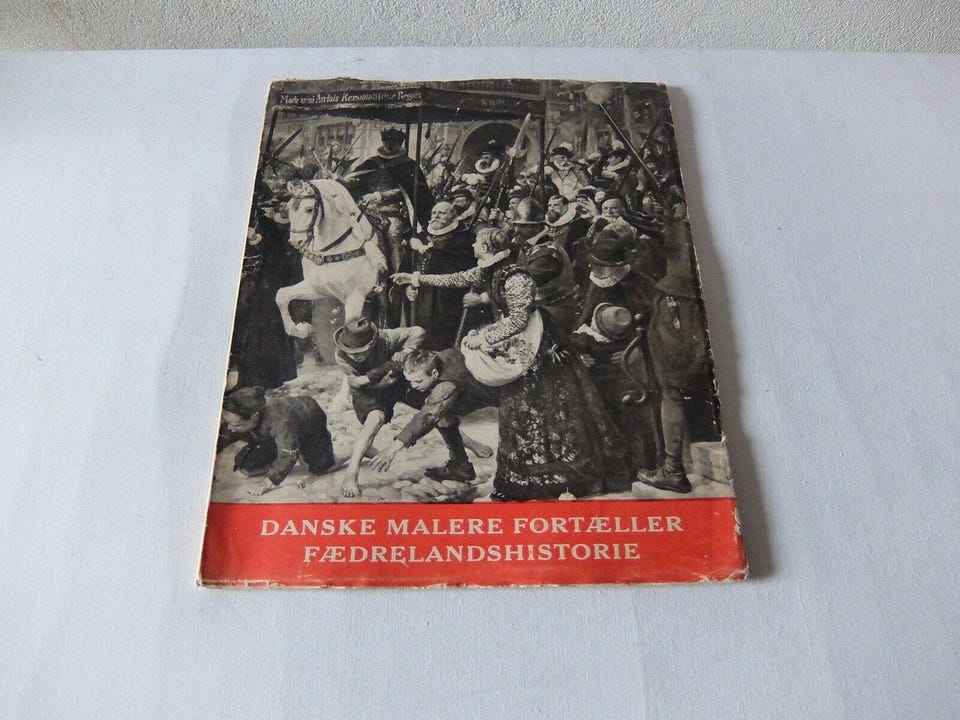 DANSKE MALERE FORTÆLLER
FÆDRELANDSHISTORIE